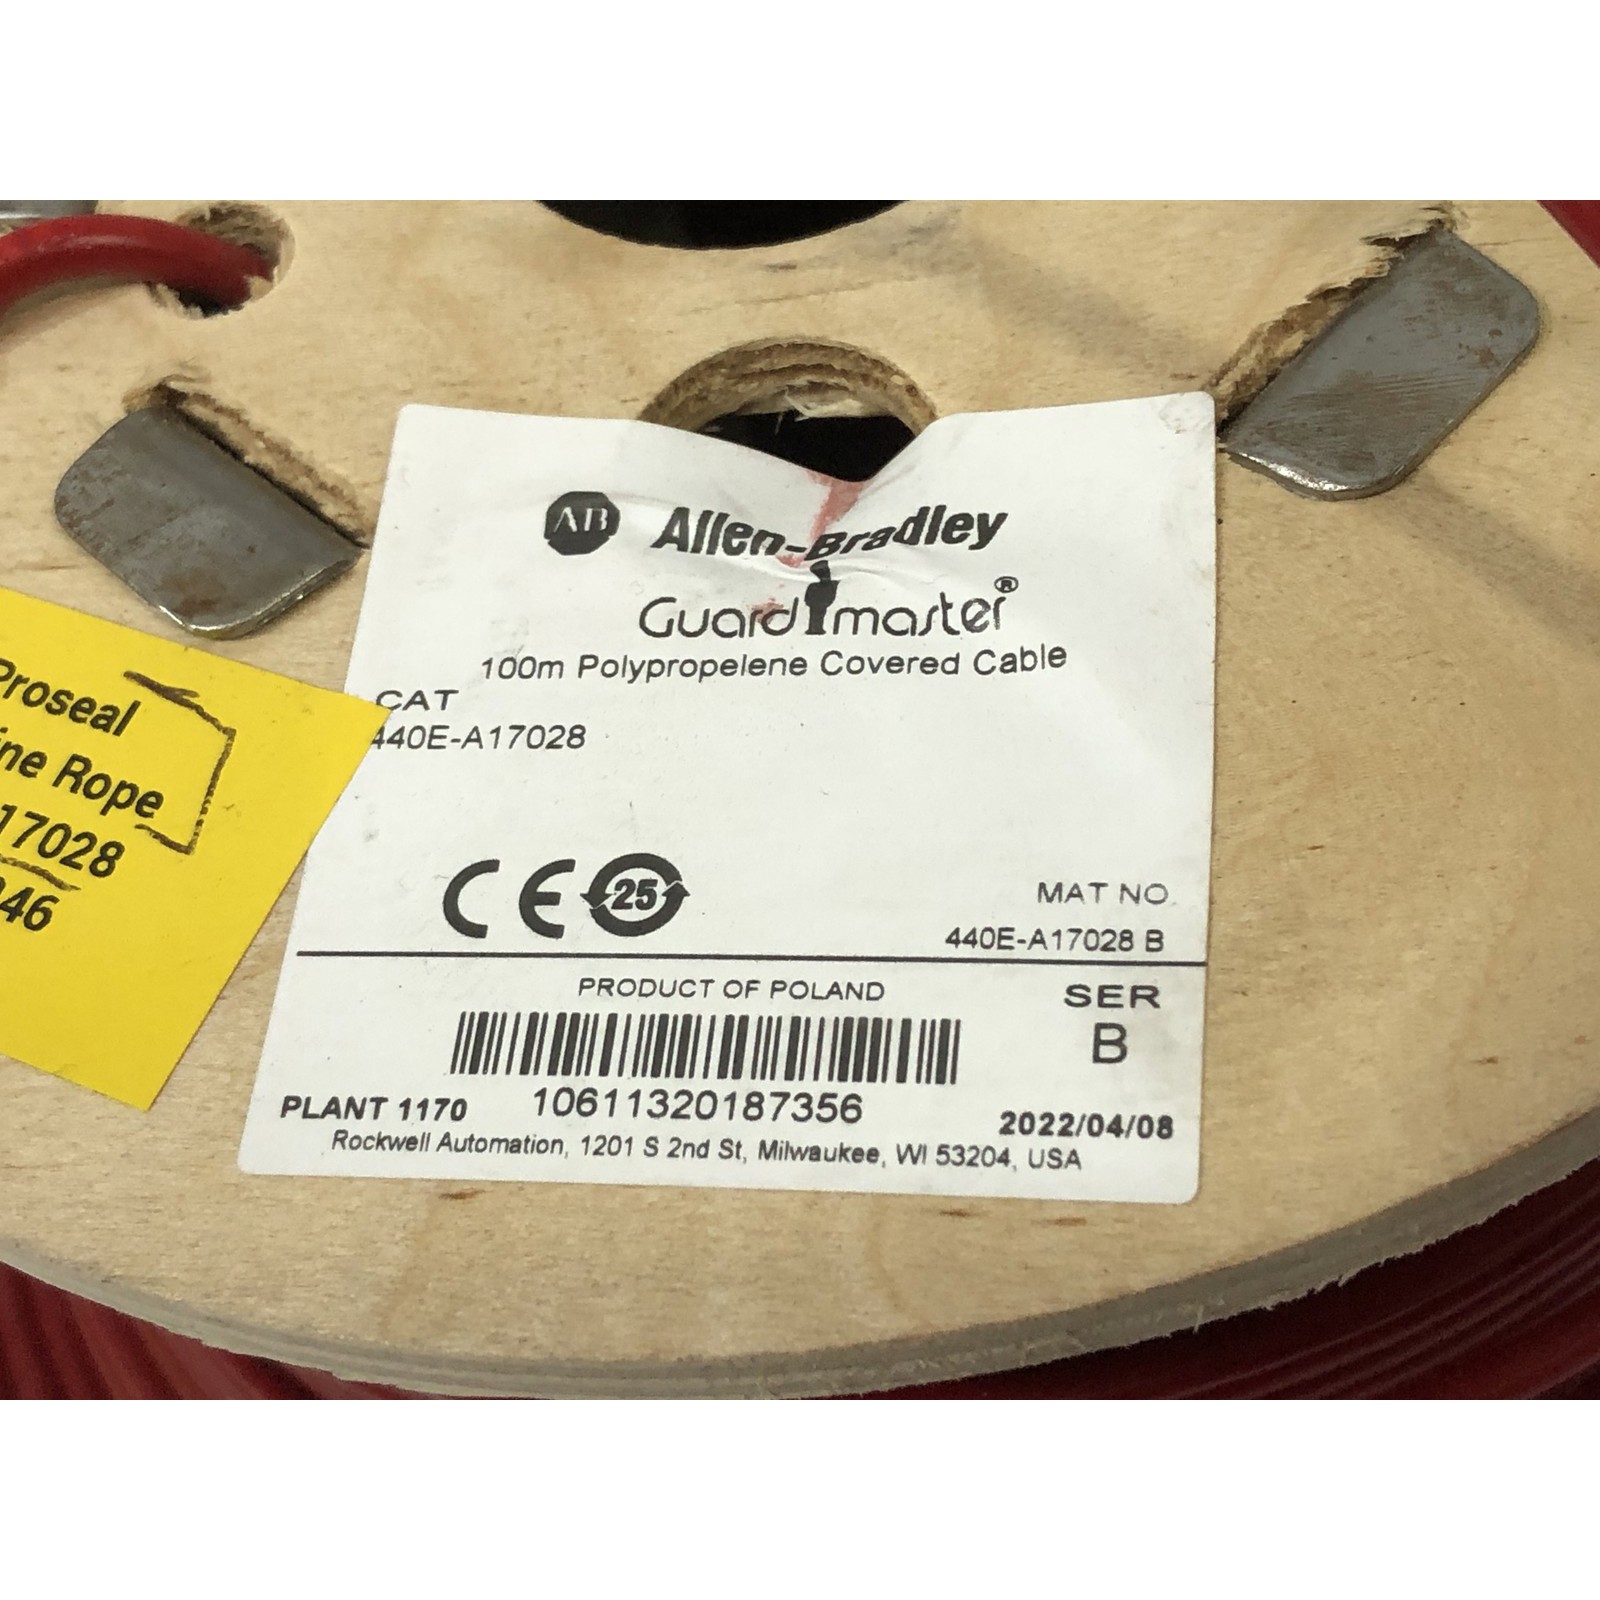 AB Allen-Bradley
Guardmaster®
100m Polypropelene Covered Cable
CAT
440E-A17028
CE 25
MAT NO.
440E-A17028 B
PRODUCT OF POLAND
SER
B
10611320187356
PLANT 1170
2022/04/08
Rockwell Automation, 1201 S 2nd St, Milwaukee, WI 53204, USA
Proseal
Rope
17028
46